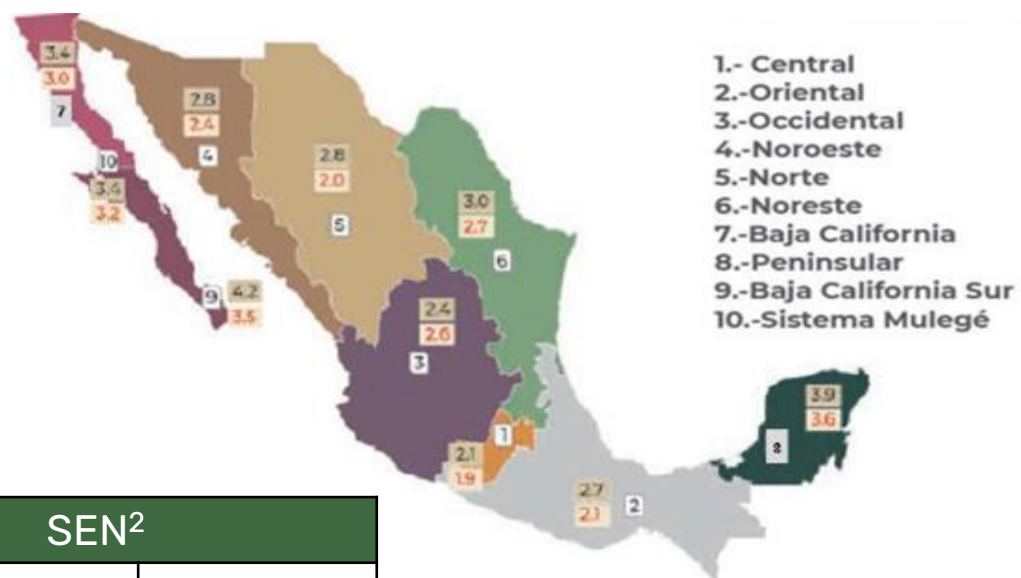 1.- Central
2.-Oriental
3.-Occidental
4.-Noroeste
5.-Norte
6.-Noreste
7.-Baja California
8.-Peninsular
9.-Baja California Sur
10.-Sistema Mulegé
3.4
3.0
7
10
3.4
3.2
9
4.2
3.5
2.8
2.4
4
2.8
2.0
5
3.0
2.7
6
2.4
2.6
3
1
2.1
1.9
2.7
2.1
2
3.9
3.6
8
SEN²